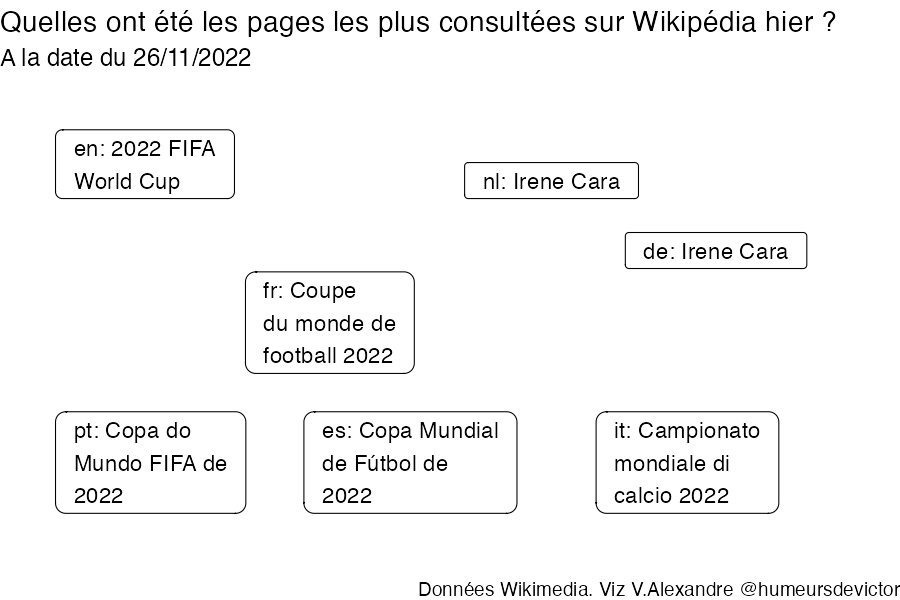 Quelles ont été les pages les plus consultées sur Wikipédia hier ?
A la date du 26/11/2022
en: 2022 FIFA
World Cup
nl: Irene Cara
de: Irene Cara
fr: Coupe
du monde de
football 2022
pt: Copa do
Mundo FIFA de
2022
es: Copa Mundial
de Fútbol de
2022
it: Campionato
mondiale di
calcio 2022
Données Wikimedia. Viz V.Alexandre @humeursdevictor